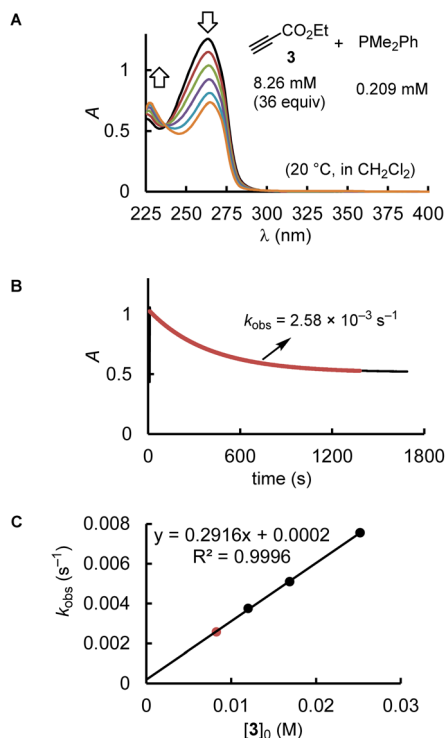 A
CO2Et + PMe2Ph
3
8.26 mM 0.209 mM
(36 equiv)
(20 °C, in CH2Cl2)
A
1
0.5
0
225 250 275 300 325 350 375 400
λ (nm)
B
kobs = 2.58 × 10–3 s–1
A
1
0.5
0
0 600 1200 1800
time (s)
C
y = 0.2916x + 0.0002
R² = 0.9996
kobs (s–1)
0.008
0.006
0.004
0.002
0
0 0.01 0.02 0.03
[3]0 (M)